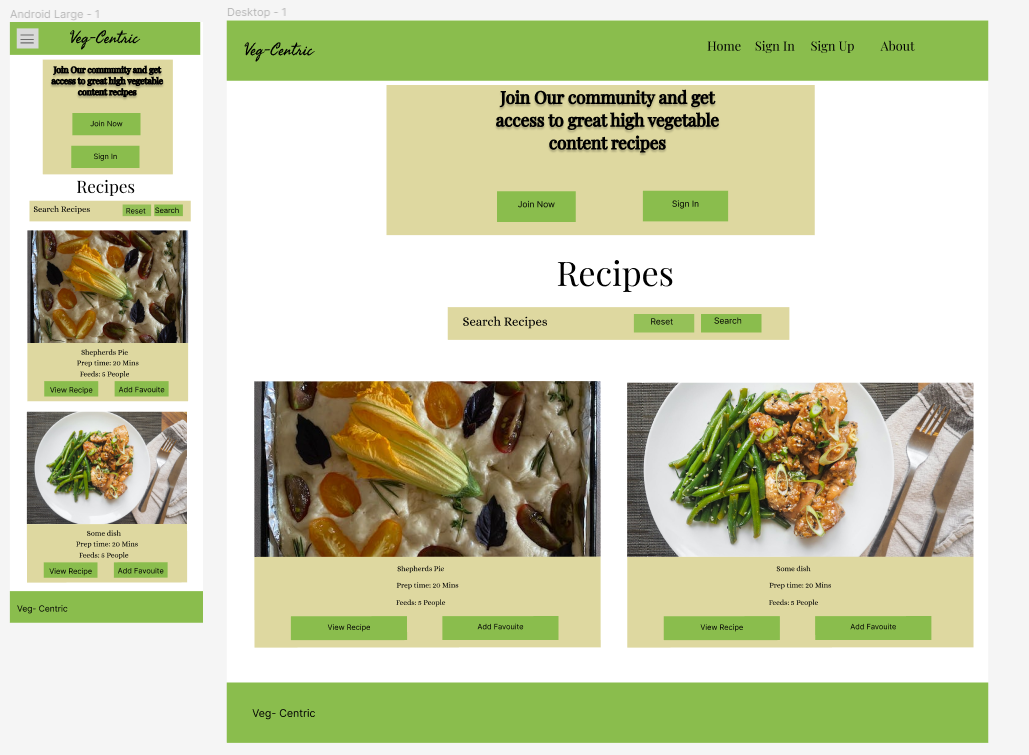 Android Large - 1
Veg-Centric
Join Our community and get
access to great high vegetable
content recipes
Join Now
Sign In
Recipes
Search Recipes Reset Search
Shepherds Pie
Prep time: 20 Mins
Feeds: 5 People
View Recipe Add Favouite
Some dish
Prep time: 20 Mins
Feeds: 5 People
View Recipe Add Favouite
Veg- Centric
Desktop - 1
Veg-Centric Home Sign In Sign Up About
Join Our community and get
access to great high vegetable
content recipes
Join Now Sign In
Recipes
Search Recipes Reset Search
Shepherds Pie
Prep time: 20 Mins
Feeds: 5 People
View Recipe Add Favouite
Some dish
Prep time: 20 Mins
Feeds: 5 People
View Recipe Add Favouite
Veg- Centric